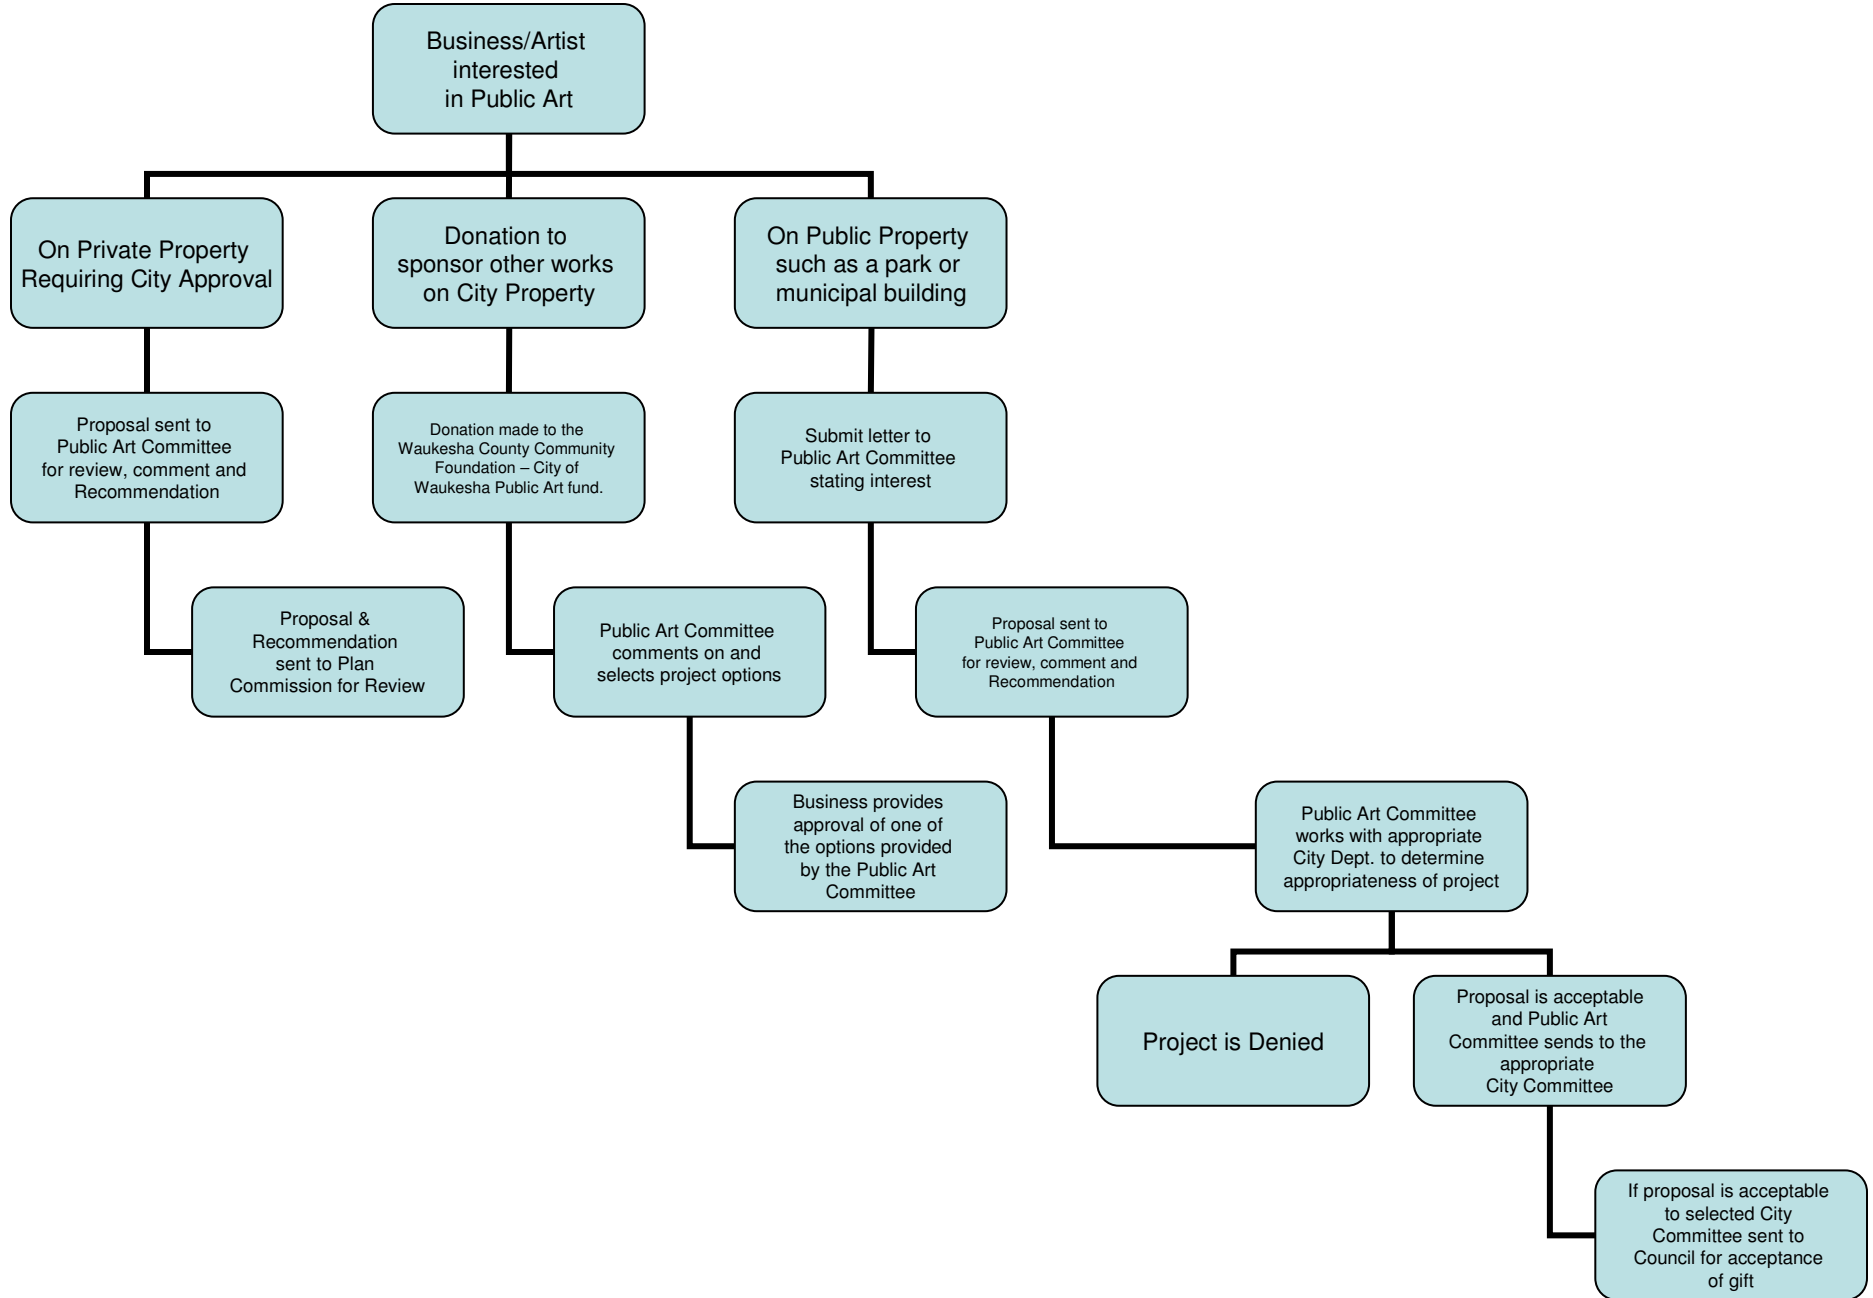 Business/Artist
interested
in Public Art
On Private Property
Requiring City Approval
Donation to
sponsor other works
on City Property
On Public Property
such as a park or
municipal building
Proposal sent to
Public Art Committee
for review, comment and
Recommendation
Donation made to the
Waukesha County Community
Foundation – City of
Waukesha Public Art fund.
Submit letter to
Public Art Committee
stating interest
Proposal &
Recommendation
sent to Plan
Commission for Review
Public Art Committee
comments on and
selects project options
Proposal sent to
Public Art Committee
for review, comment and
Recommendation
Business provides
approval of one of
the options provided
by the Public Art
Committee
Public Art Committee
works with appropriate
City Dept. to determine
appropriateness of project
Project is Denied
Proposal is acceptable
and Public Art
Committee sends to the
appropriate
City Committee
If proposal is acceptable
to selected City
Committee sent to
Council for acceptance
of gift